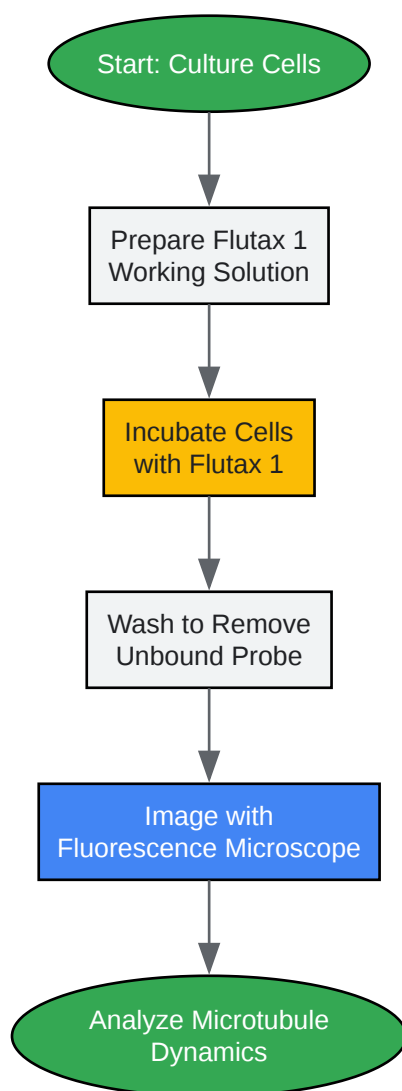 Start: Culture Cells
Prepare Flutax 1
Working Solution
Incubate Cells
with Flutax 1
Wash to Remove
Unbound Probe
Image with
Fluorescence Microscope
Analyze Microtubule
Dynamics